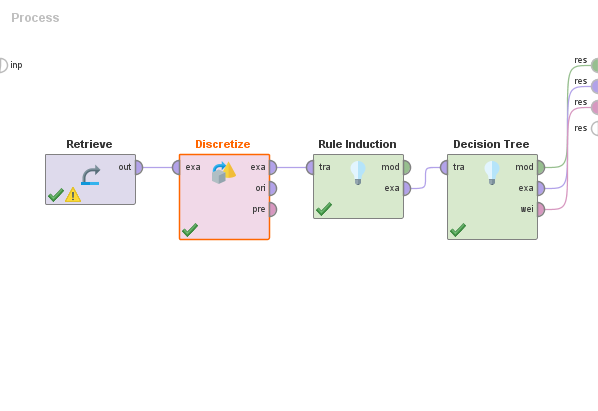 Process
inp
res
res
res
res
Retrieve
out
Discretize
exa
exa
ori
pre
Rule Induction
tra
mod
exa
Decision Tree
tra
mod
exa
wei